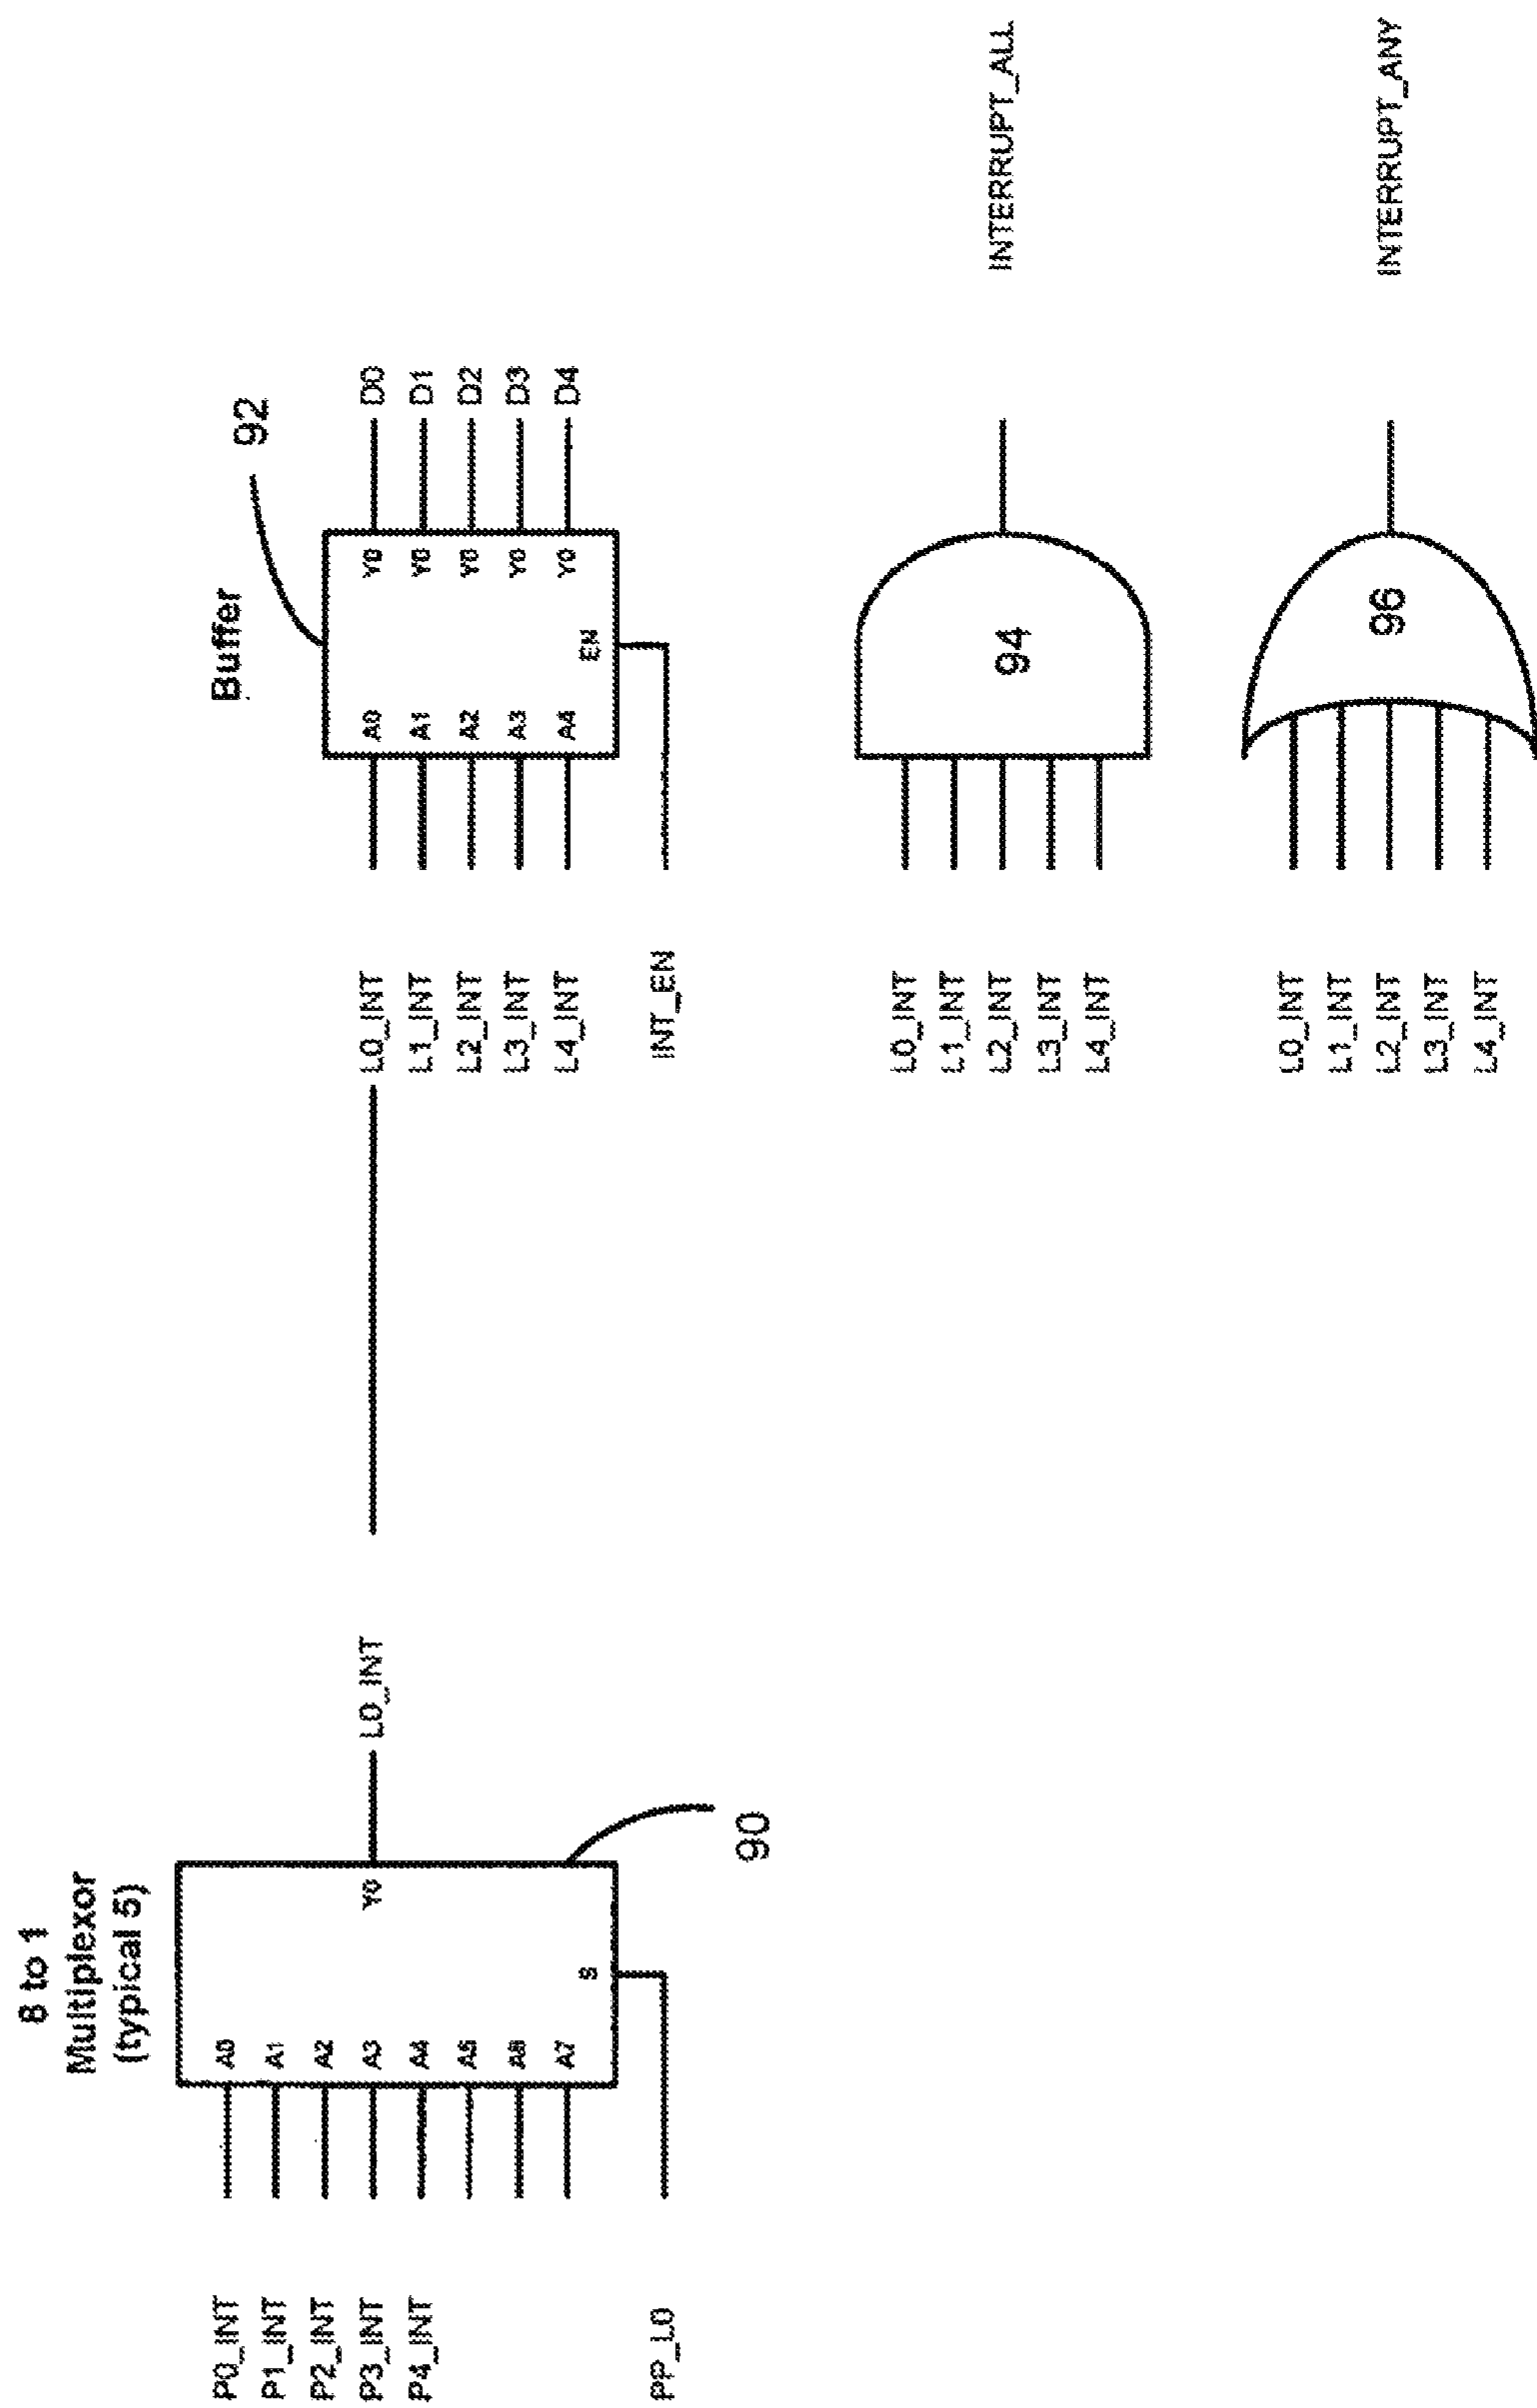 8 to 1
Multiplexor
(typical 5)
P0_INT
P1_INT
P2_INT
P3_INT
P4_INT
PP_L0
A0
A1
A2
A3
A4
A5
A6
A7
S
Y0
90
L0_INT
Buffer
92
L0_INT
L1_INT
L2_INT
L3_INT
L4_INT
INT_EN
A0
A1
A2
A3
A4
EN
Y0
Y0
Y0
Y0
Y0
D0
D1
D2
D3
D4
L0_INT
L1_INT
L2_INT
L3_INT
L4_INT
94
INTERRUPT_ALL
L0_INT
L1_INT
L2_INT
L3_INT
L4_INT
96
INTERRUPT_ANY